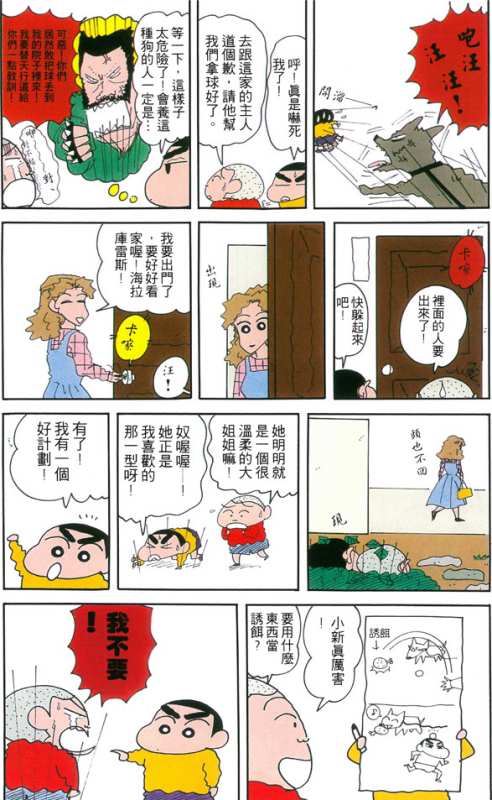 咆汪
汪汪！
閃過
呼！眞是嚇死
我了！
去跟這家的主人
道個歉，請他幫
我們拿球好了。
等一下，這樣子
太危險了！會養這
種狗的人一定是…
可惡！你們
居然敢把球丟到
我的院子裡來！
我要替天行道給
你們一點教訓！
卡嚓
裡面的人要
出來了！
快躲起來
吧！
出現
我要出門了
，要好好看
家喔！海拉
庫雷斯！
卡嚓
汪！
頭也不回
現
她明明就
是一個很
溫柔的大
姐姐嘛！
奴喔喔—！
她正是
我喜歡的
那一型呀！
有了！
我有一個
好計劃！
誘餌
小新眞厲害
！
要用什麼
東西當
誘餌？
我不要
！